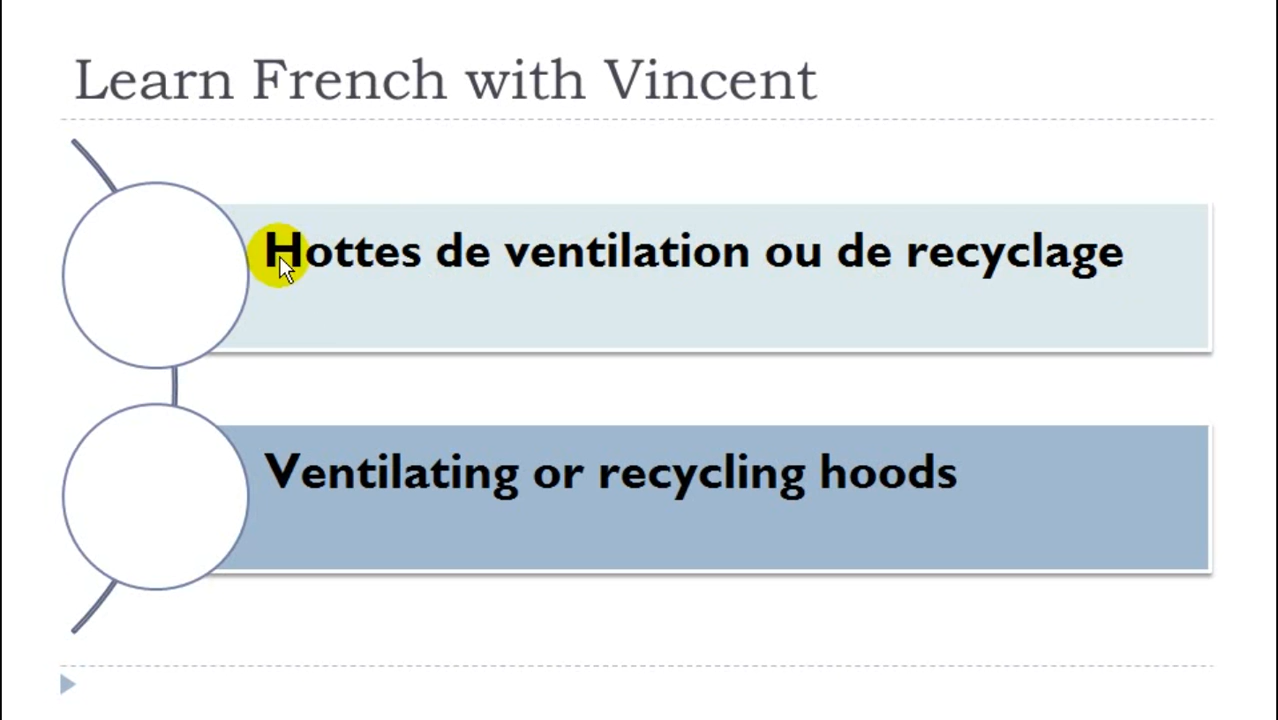 Learn French with Vincent
Hottes de ventilation ou de recyclage
Ventilating or recycling hoods